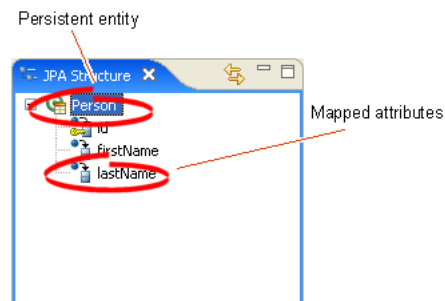 Persistent entity
JPA Structure
Person
Mapped attributes
id
firstName
lastName